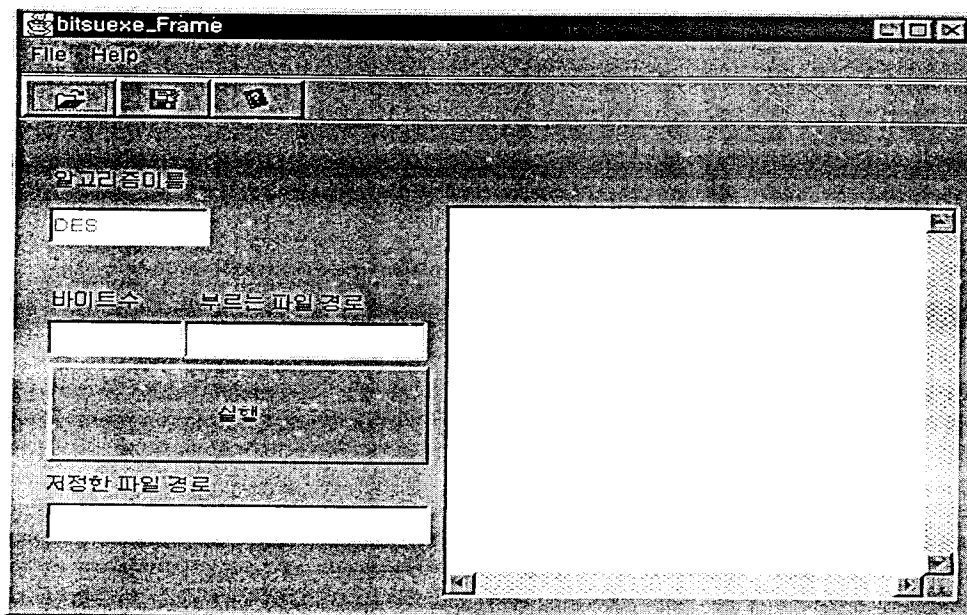 bitsuexe_Frame
File Help
알고리즘이름
DES
바이트수 부르는 파일 경로
실행
저정한 파일 경로